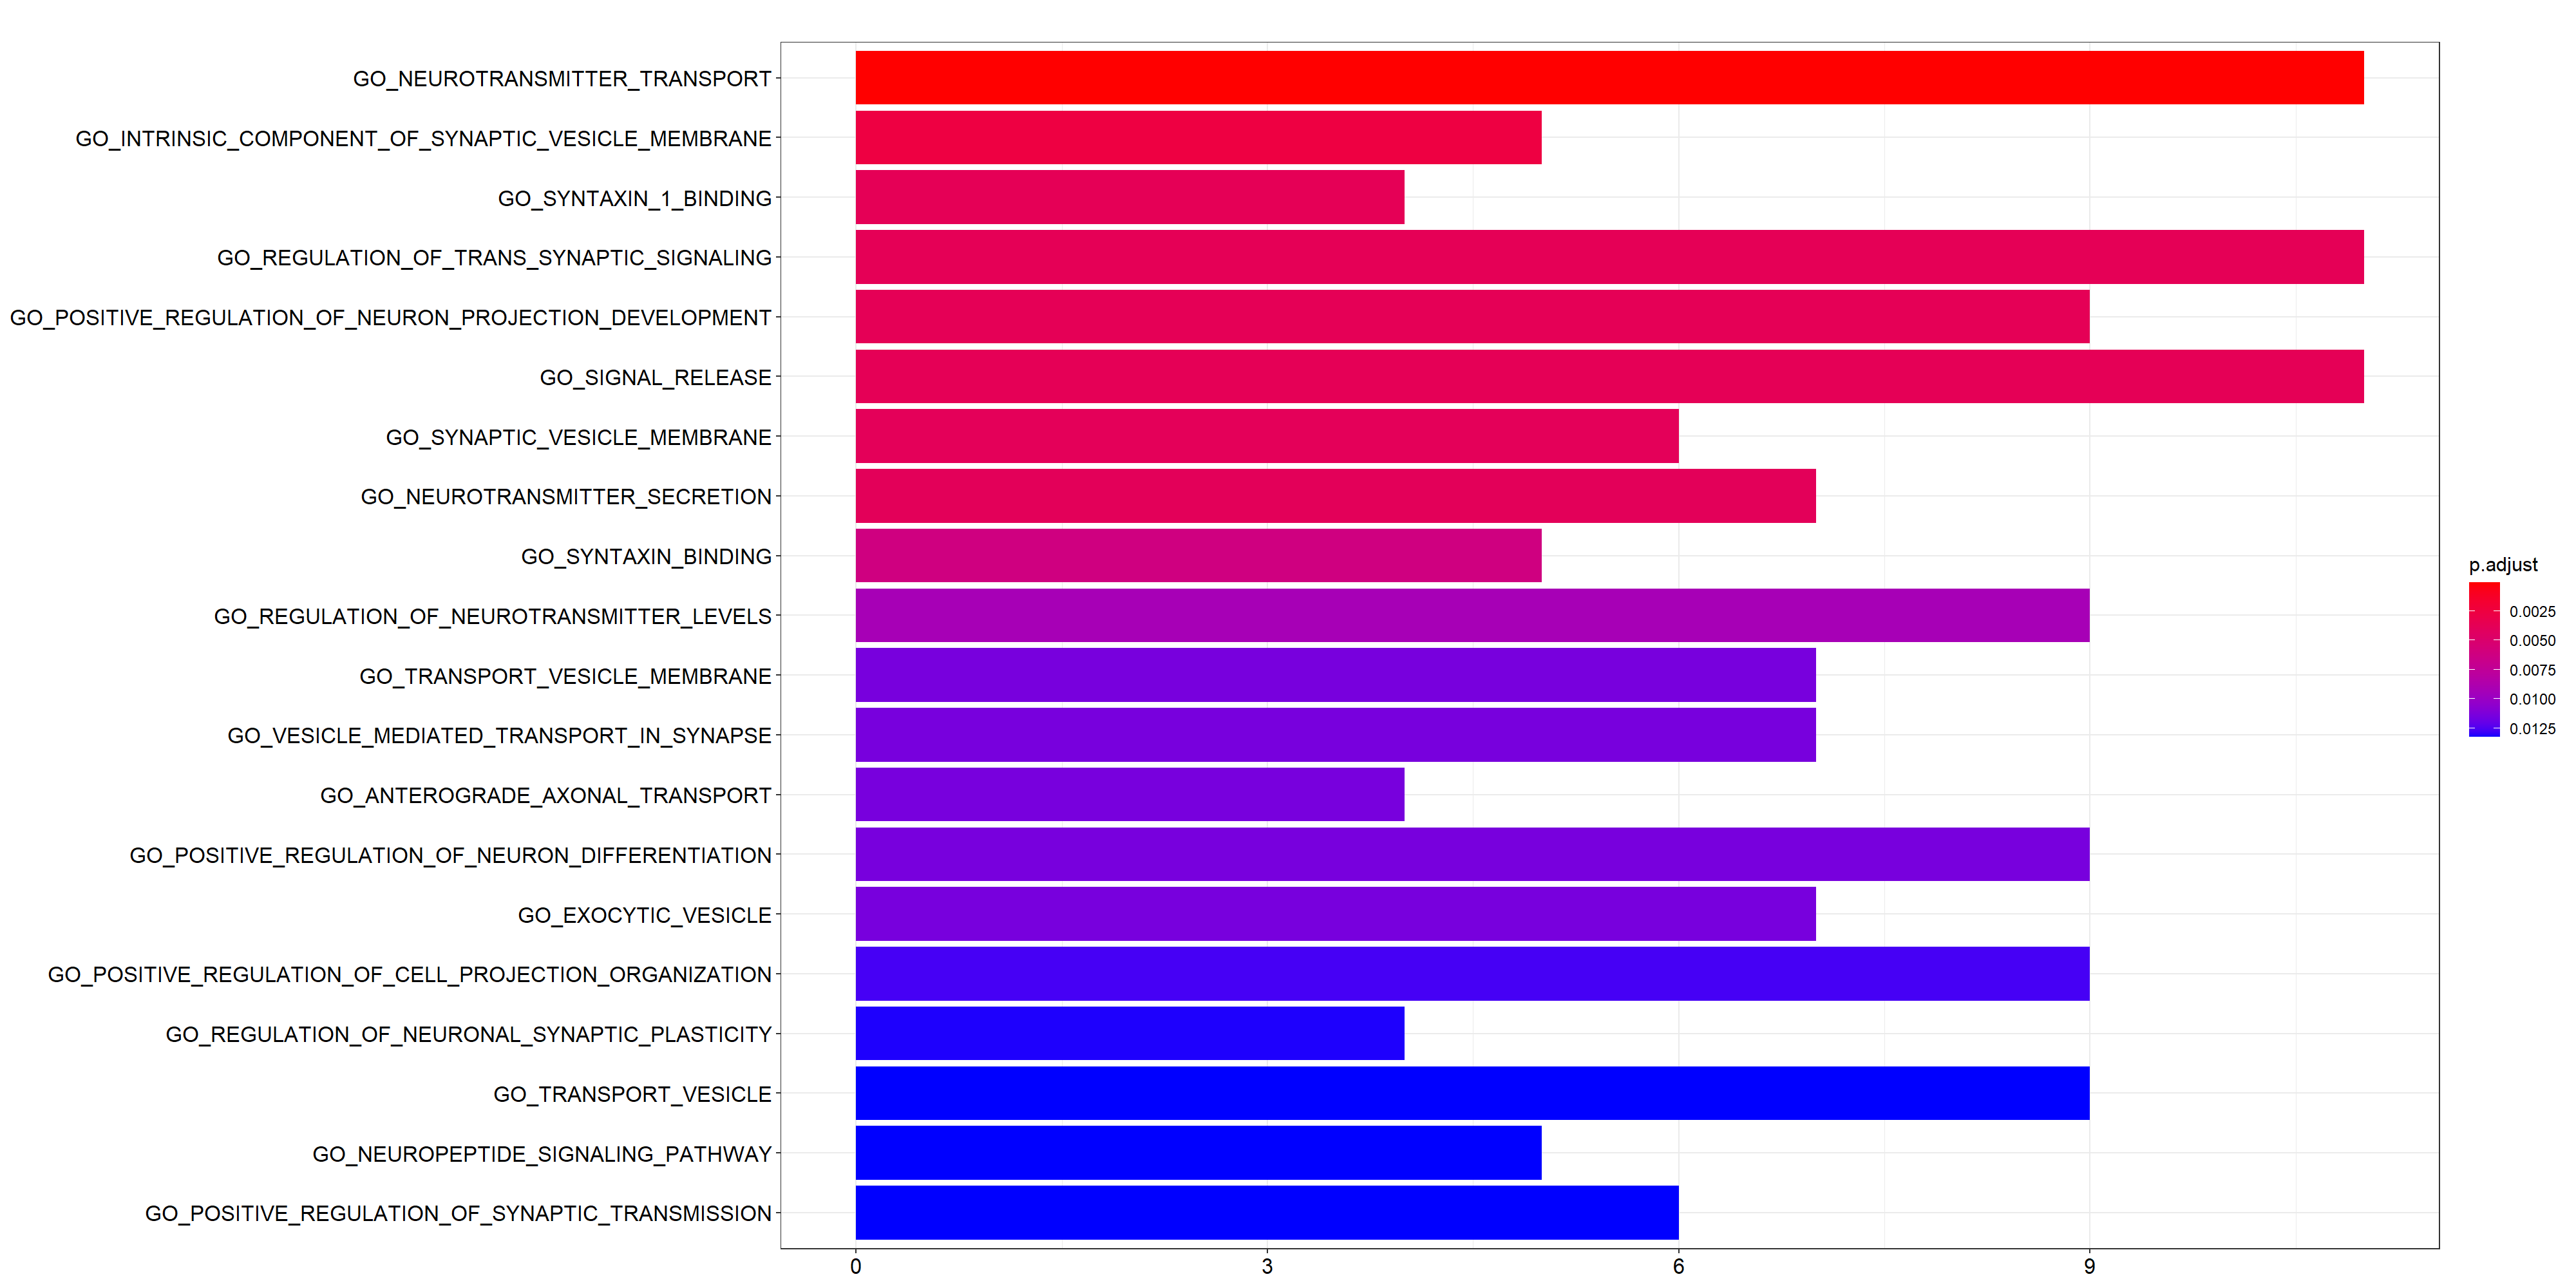 GO_NEUROTRANSMITTER_TRANSPORT
GO_INTRINSIC_COMPONENT_OF_SYNAPTIC_VESICLE_MEMBRANE
GO_SYNTAXIN_1_BINDING
GO_REGULATION_OF_TRANS_SYNAPTIC_SIGNALING
GO_POSITIVE_REGULATION_OF_NEURON_PROJECTION_DEVELOPMENT
GO_SIGNAL_RELEASE
GO_SYNAPTIC_VESICLE_MEMBRANE
GO_NEUROTRANSMITTER_SECRETION
GO_SYNTAXIN_BINDING
GO_REGULATION_OF_NEUROTRANSMITTER_LEVELS
GO_TRANSPORT_VESICLE_MEMBRANE
GO_VESICLE_MEDIATED_TRANSPORT_IN_SYNAPSE
GO_ANTEROGRADE_AXONAL_TRANSPORT
GO_POSITIVE_REGULATION_OF_NEURON_DIFFERENTIATION
GO_EXOCYTIC_VESICLE
GO_POSITIVE_REGULATION_OF_CELL_PROJECTION_ORGANIZATION
GO_REGULATION_OF_NEURONAL_SYNAPTIC_PLASTICITY
GO_TRANSPORT_VESICLE
GO_NEUROPEPTIDE_SIGNALING_PATHWAY
GO_POSITIVE_REGULATION_OF_SYNAPTIC_TRANSMISSION
0 3 6 9
p.adjust
0.0025
0.0050
0.0075
0.0100
0.0125